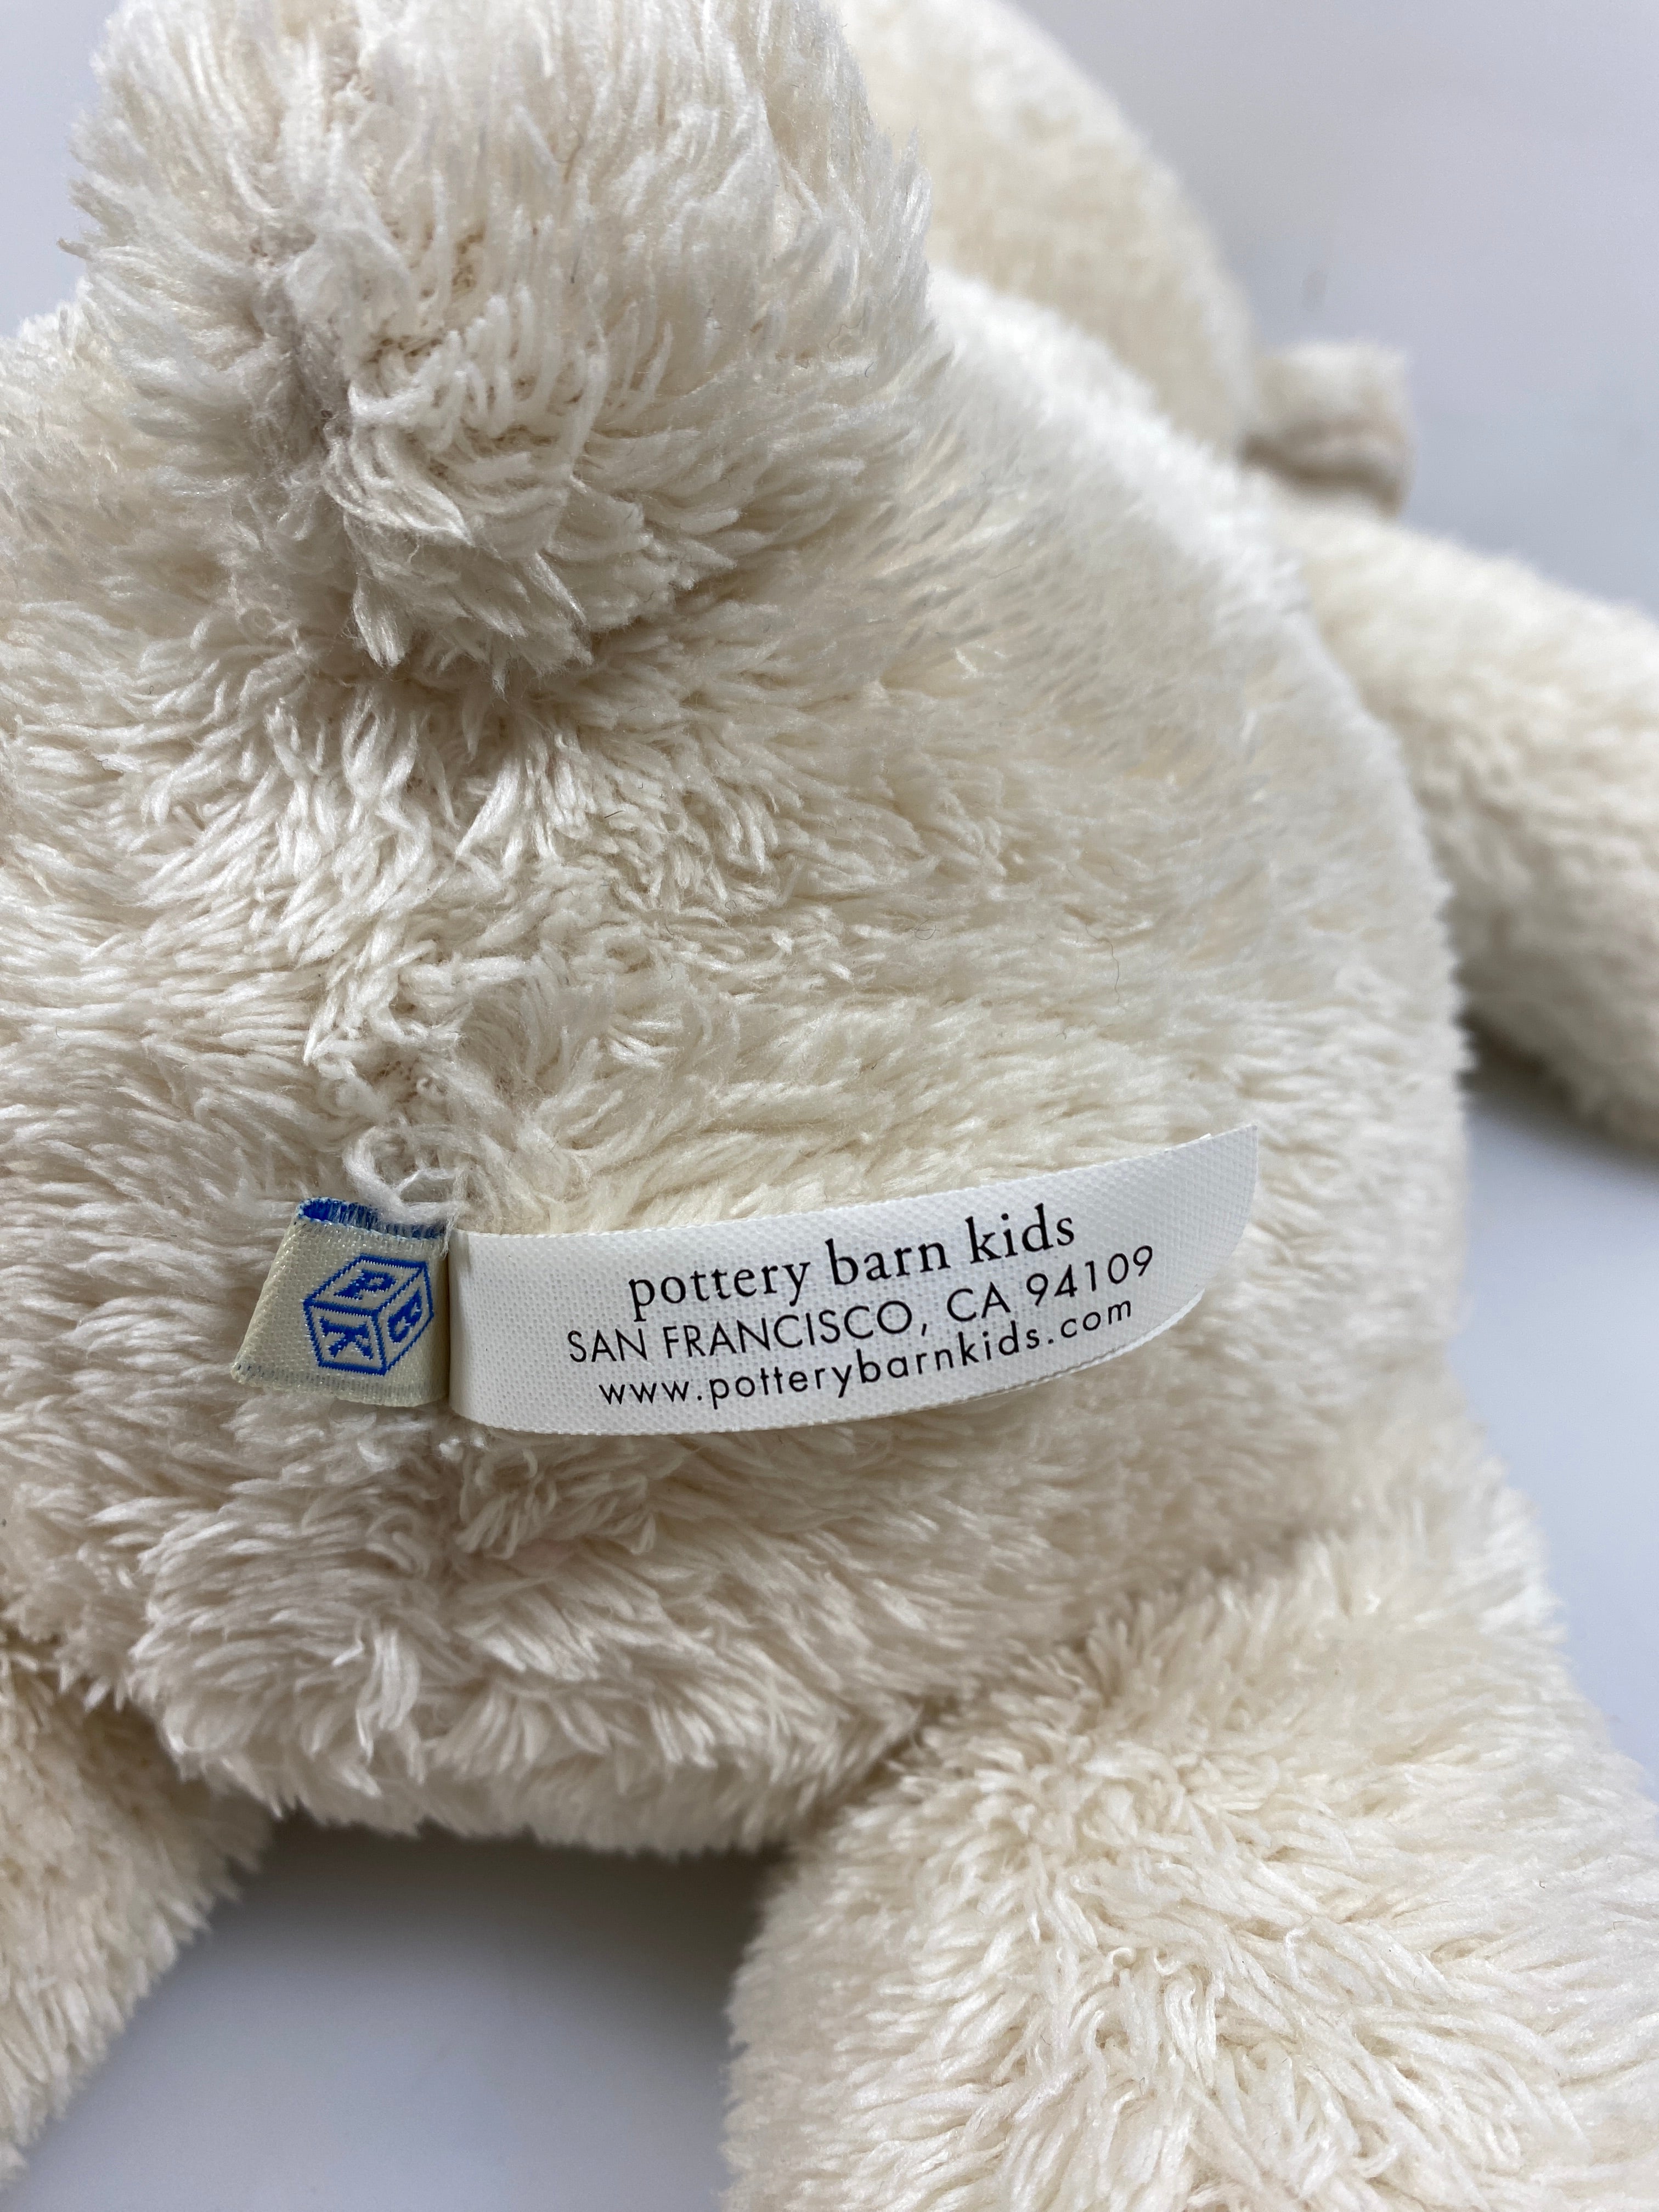 P
B
K
pottery barn kids
SAN FRANCISCO, CA 94109
www.potterybarnkids.com